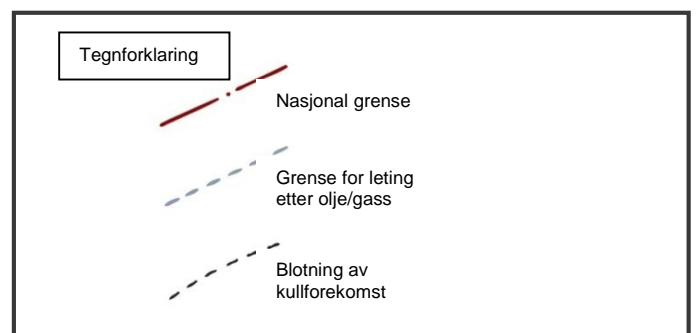 Tegnforklaring
Nasjonal grense
Grense for leting
etter olje/gass
Blotning av
kullforekomst